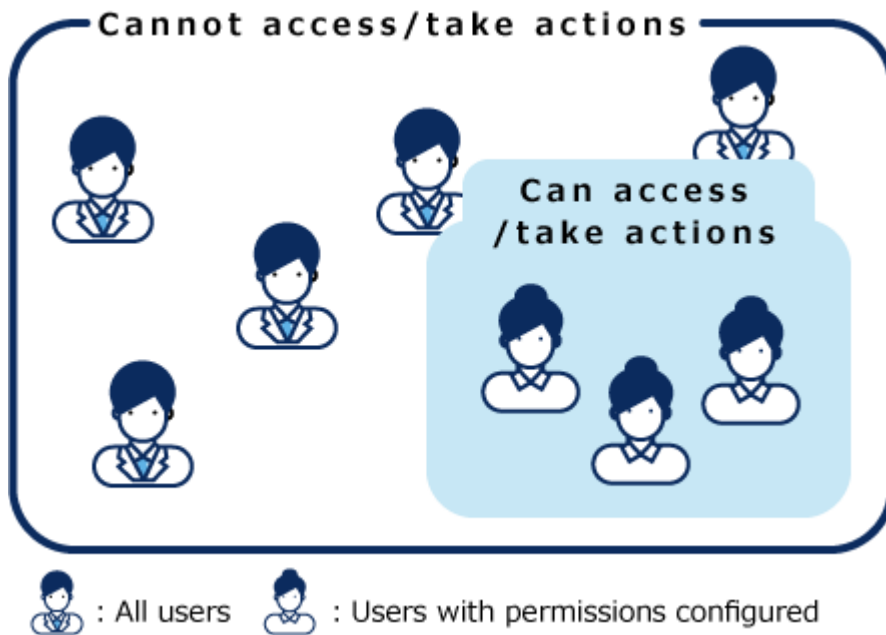 Cannot access/take actions
Can access
/take actions
: All users
: Users with permissions configured